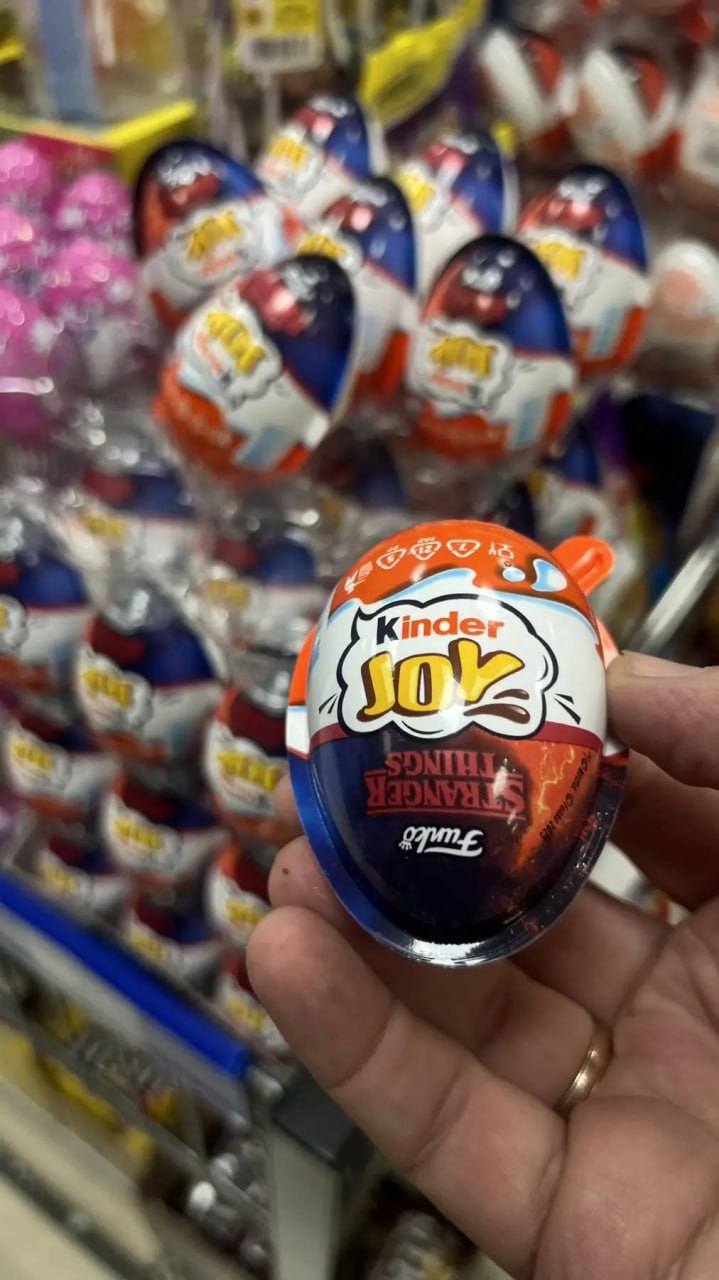 Kinder
JOY
STRANGER
THINGS
Funko